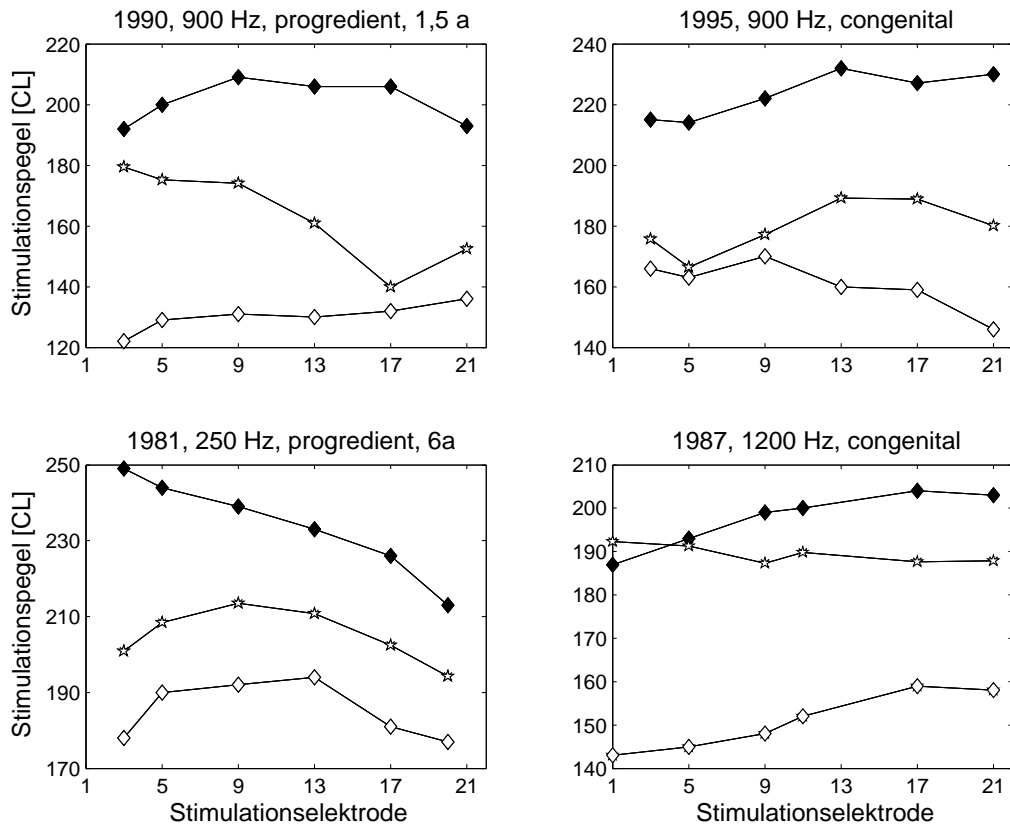 1990, 900 Hz, progredient, 1,5 a
1995, 900 Hz, congenital
Stimulationspegel [CL]
220
200
180
160
140
120
1 5 9 13 17 21
240
220
200
180
160
140
1 5 9 13 17 21
1981, 250 Hz, progredient, 6a
1987, 1200 Hz, congenital
Stimulationspegel [CL]
250
230
210
190
170
1 5 9 13 17 21
Stimulationselektrode
210
200
190
180
170
160
150
140
1 5 9 13 17 21
Stimulationselektrode